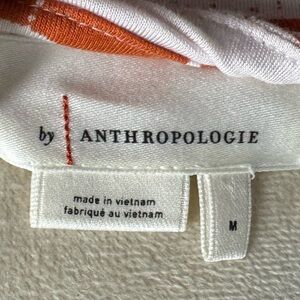 by ANTHROPOLOGIE
made in vietnam
fabriqué au vietnam
M